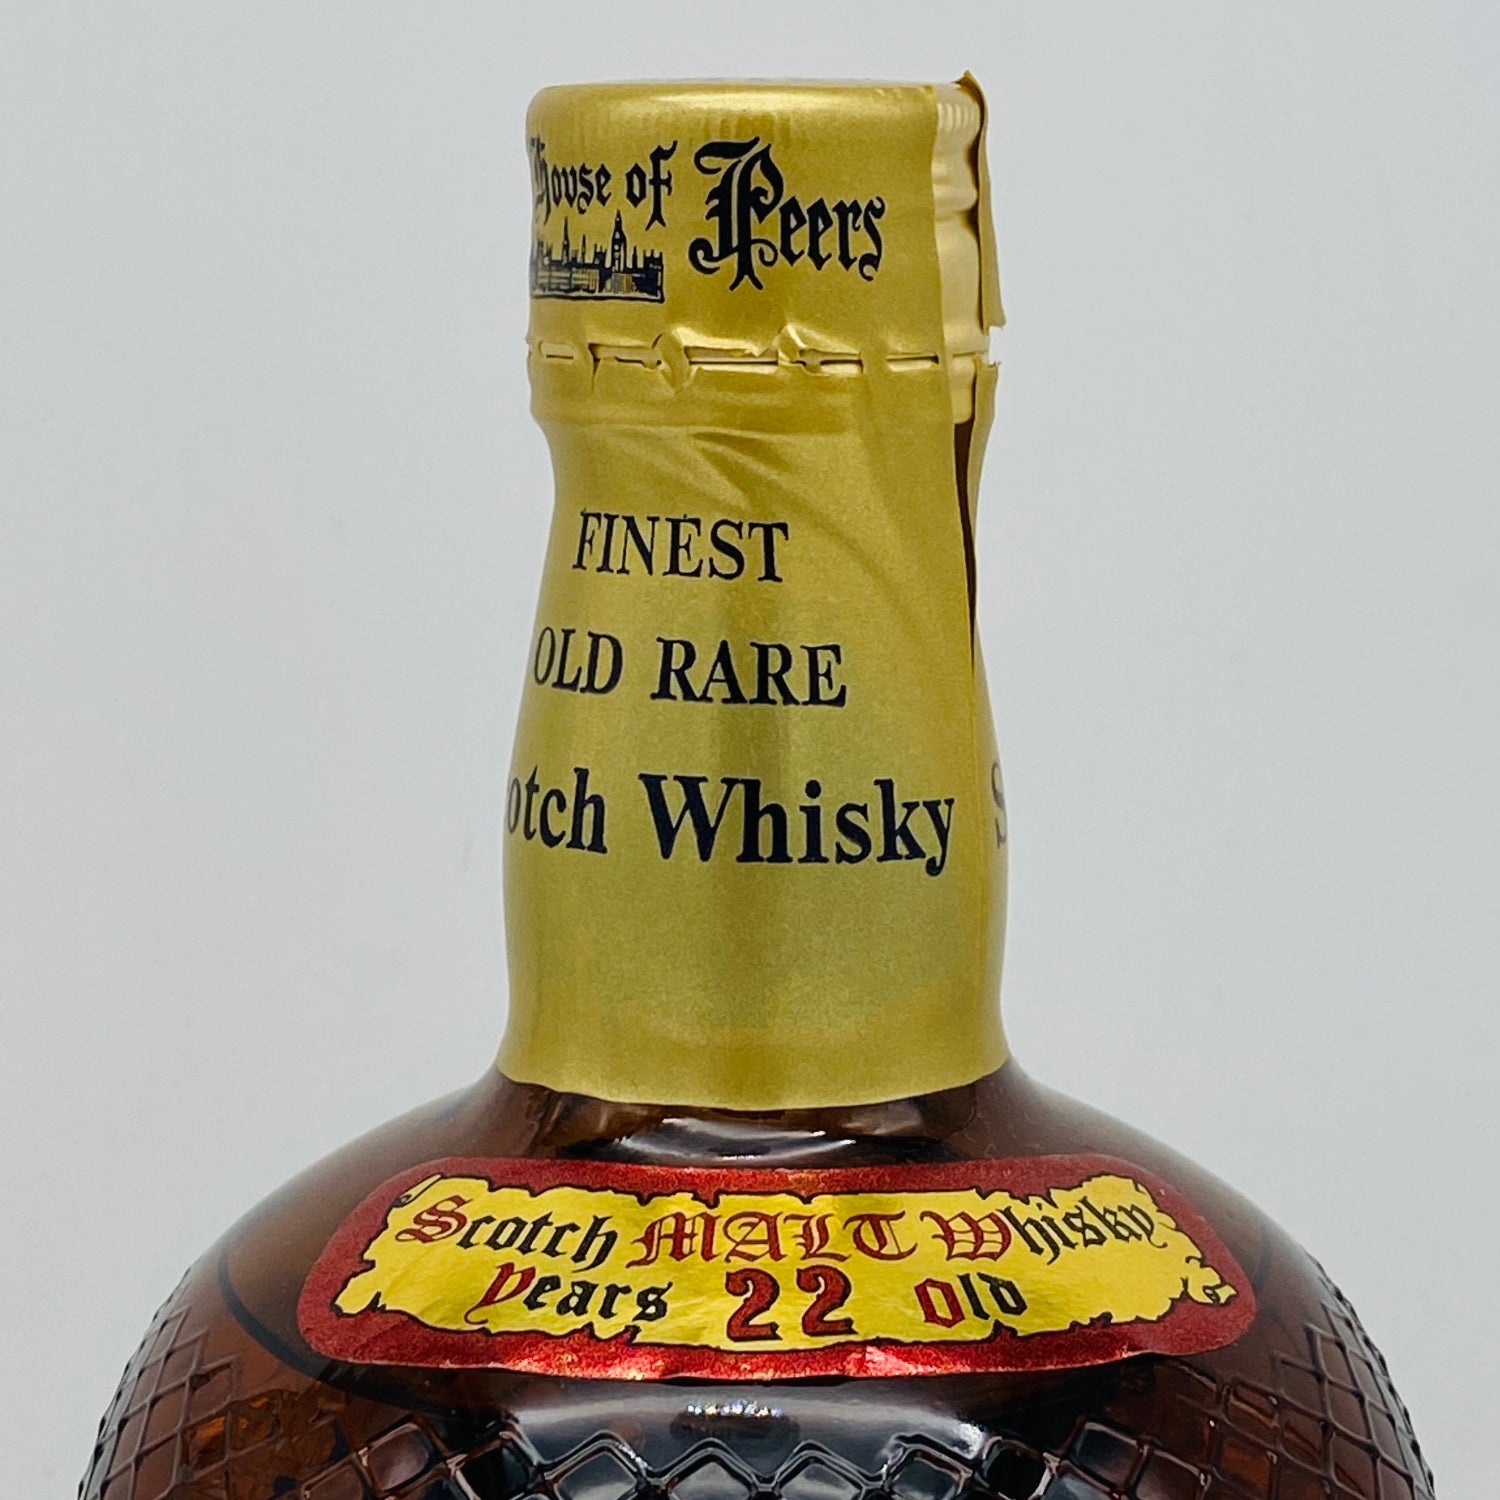 House of Peers
FINEST
OLD RARE
otch Whisky S
Scotch MALT Whisky
Years 22 Old